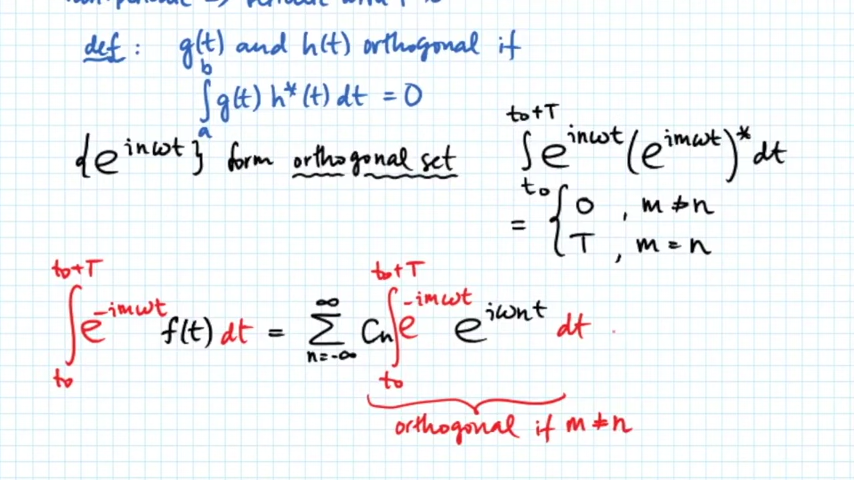 def : g(t) and h(t) orthogonal if
∫_a^b g(t) h*(t) dt = 0
{e^{inωt}} form orthogonal set
∫_{t₀}^{t₀+T} e^{inωt} (e^{imωt})* dt
= { 0 , m ≠ n
T , m = n
∫_{t₀}^{t₀+T} e^{-imωt} f(t) dt = ∑_{n=-∞}^{∞} Cn ∫_{t₀}^{t₀+T} e^{-imωt} e^{iωnt} dt
orthogonal if m ≠ n